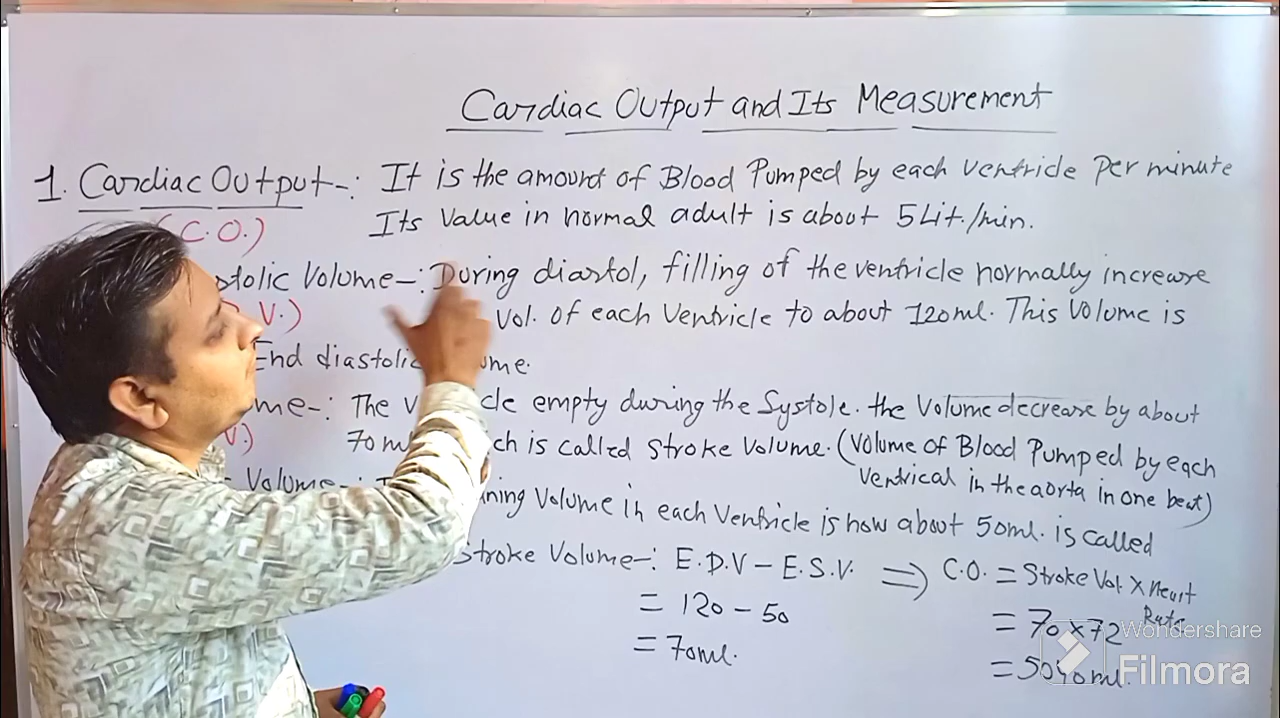 Cardiac Output and Its Measurement
1. Cardiac Output-: It is the amount of Blood Pumped by each ventricle Per minute
(C.O.) Its Value in normal adult is about 5 Lit./min.
stolic Volume-: During diastol, filling of the ventricle normally increase
V.) Vol. of each Ventricle to about 120ml. This Volume is
End diastolic ume.
me-: The V cle empty during the Systole. the Volume decrease by about
V.) 70 m ch is called Stroke Volume. (Volume of Blood Pumped by each
Ventrical in the aorta in one beat)
Volume-: T ning Volume in each Ventricle is now about 50ml. is called
Stroke Volume-: E.D.V - E.S.V. ⇒ C.O. = Stroke Vol. x Heart
Rate
= 120 - 50
= 70 x 72
= 70ml.
= 5040ml.
Wondershare
Filmora